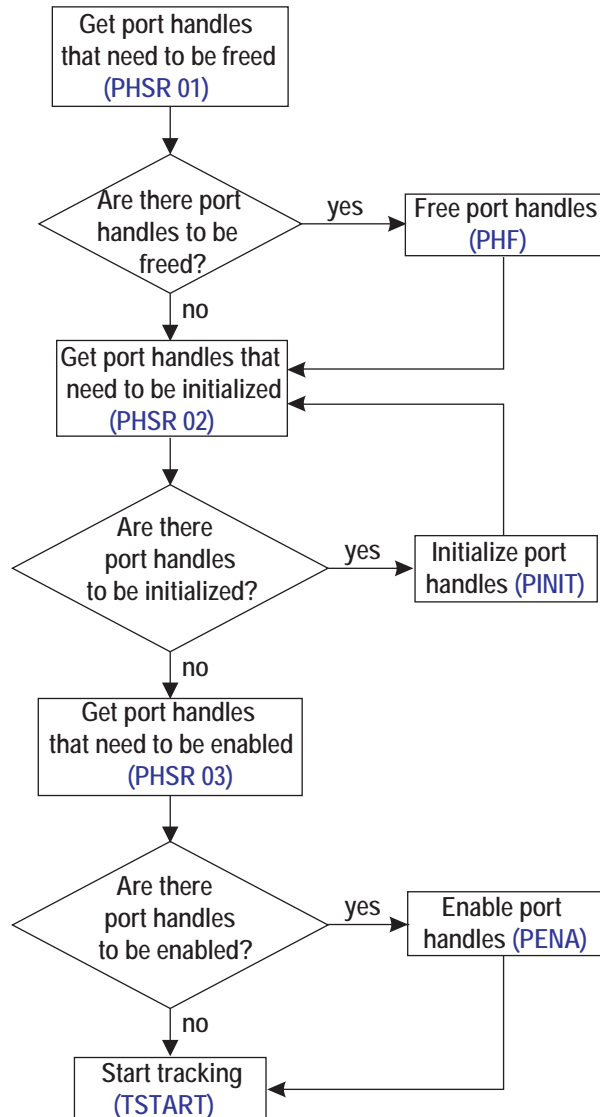 Get port handles
that need to be freed
(PHSR 01)
Are there port
handles to be
freed?
yes
Free port handles
(PHF)
no
Get port handles that
need to be initialized
(PHSR 02)
Are there
port handles
to be initialized?
yes
Initialize port
handles (PINIT)
no
Get port handles
that need to be enabled
(PHSR 03)
Are there
port handles
to be enabled?
yes
Enable port
handles (PENA)
no
Start tracking
(TSTART)